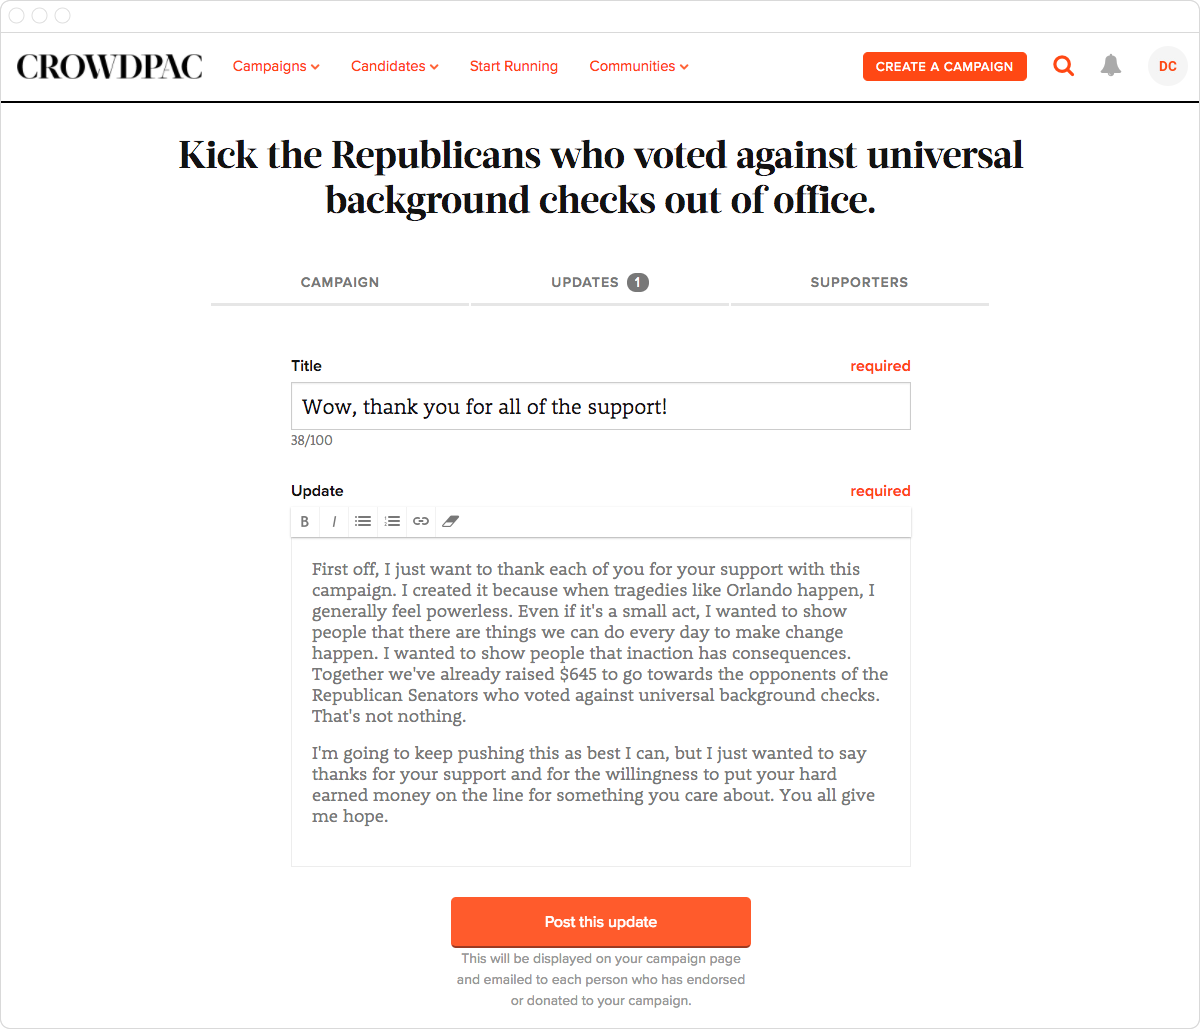 CROWDPAC
Campaigns
Candidates
Start Running
Communities
CREATE A CAMPAIGN
DC
Kick the Republicans who voted against universal
background checks out of office.
CAMPAIGN
UPDATES 1
SUPPORTERS
Title
required
Wow, thank you for all of the support!
38/100
Update
required
B I
First off, I just want to thank each of you for your support with this
campaign. I created it because when tragedies like Orlando happen, I
generally feel powerless. Even if it's a small act, I wanted to show
people that there are things we can do every day to make change
happen. I wanted to show people that inaction has consequences.
Together we've already raised $645 to go towards the opponents of the
Republican Senators who voted against universal background checks.
That's not nothing.
I'm going to keep pushing this as best I can, but I just wanted to say
thanks for your support and for the willingness to put your hard
earned money on the line for something you care about. You all give
me hope.
Post this update
This will be displayed on your campaign page
and emailed to each person who has endorsed
or donated to your campaign.